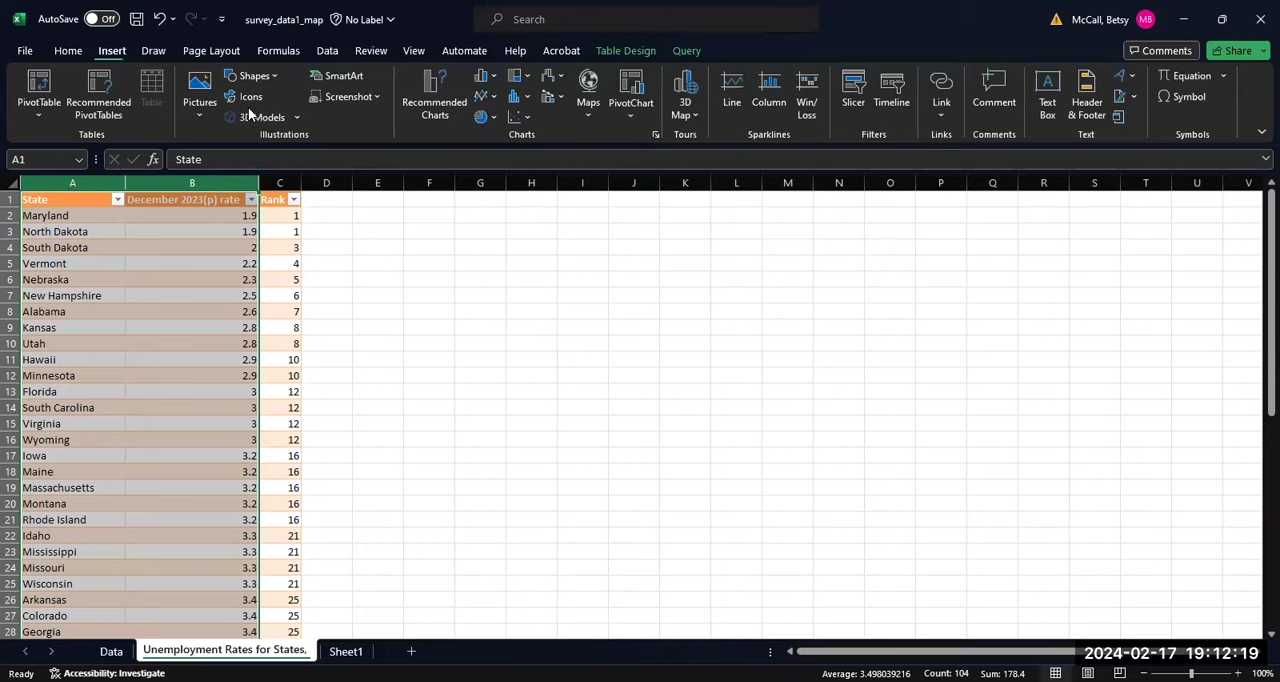 AutoSave Off survey_data1_map No Label Search McCall, Betsy MB
File Home Insert Draw Page Layout Formulas Data Review View Automate Help Acrobat Table Design Query Comments Share
PivotTable
Recommended
PivotTables
Table
Tables
Pictures
Shapes
Icons
3D Models
SmartArt
Screenshot
Illustrations
Recommended
Charts
Maps
PivotChart
Charts
3D
Map
Tours
Line
Column
Win/
Loss
Sparklines
Slicer
Timeline
Filters
Link
Links
Comment
Comments
Text
Box
Header
& Footer
Text
Equation
Symbol
Symbols
A1 fx State
A B C D E F G H I J K L M N O P Q R S T U V
1 State December 2023(p) rate Rank
2 Maryland 1.9 1
3 North Dakota 1.9 1
4 South Dakota 2 3
5 Vermont 2.2 4
6 Nebraska 2.3 5
7 New Hampshire 2.5 6
8 Alabama 2.6 7
9 Kansas 2.8 8
10 Utah 2.8 8
11 Hawaii 2.9 10
12 Minnesota 2.9 10
13 Florida 3 12
14 South Carolina 3 12
15 Virginia 3 12
16 Wyoming 3 12
17 Iowa 3.2 16
18 Maine 3.2 16
19 Massachusetts 3.2 16
20 Montana 3.2 16
21 Rhode Island 3.2 16
22 Idaho 3.3 21
23 Mississippi 3.3 21
24 Missouri 3.3 21
25 Wisconsin 3.3 21
26 Arkansas 3.4 25
27 Colorado 3.4 25
28 Georgia 3.4 25
Data Unemployment Rates for States, Sheet1
2024-02-17 19:12:19
Ready Accessibility: Investigate Average: 3.498039216 Count: 104 Sum: 178.4 100%